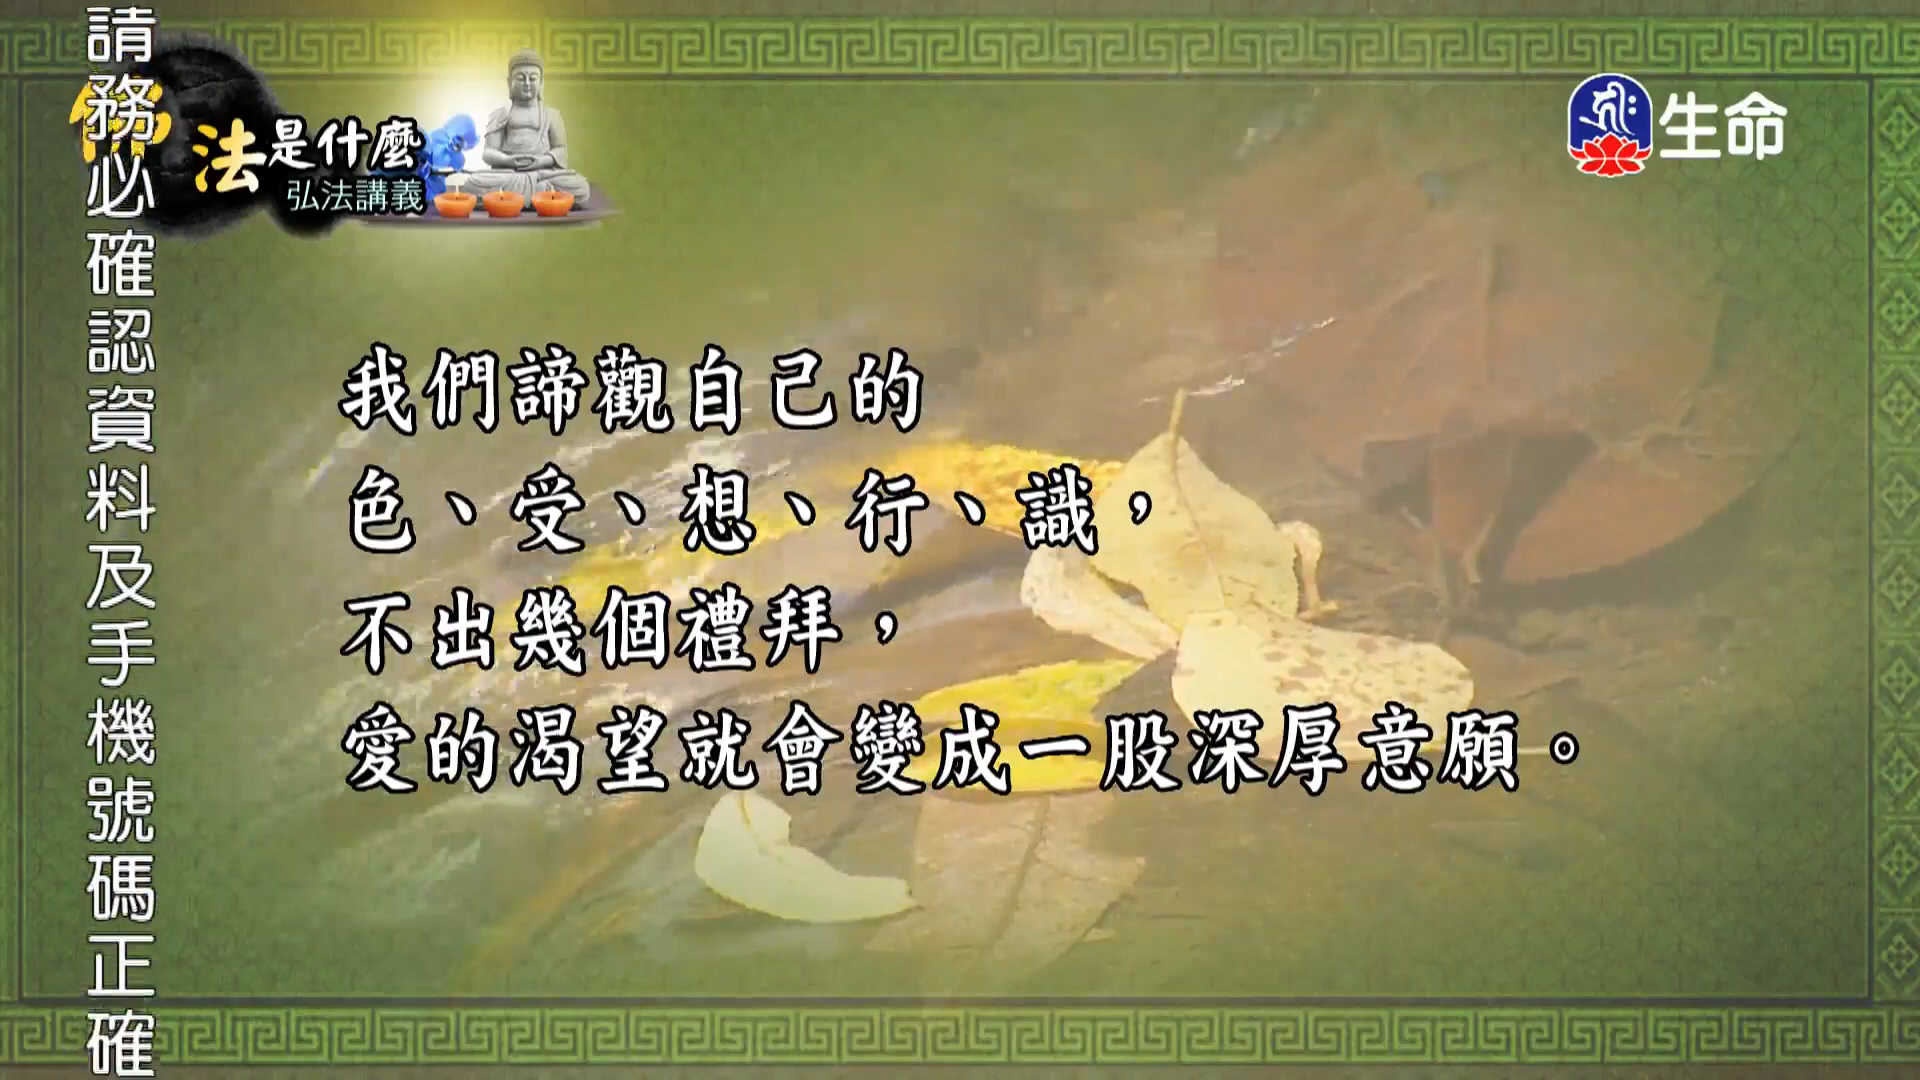 請務必確認資料及手機號碼正確
佛法是什麼
弘法講義
生命
我們諦觀自己的
色、受、想、行、識，
不出幾個禮拜，
愛的渴望就會變成一股深厚意願。